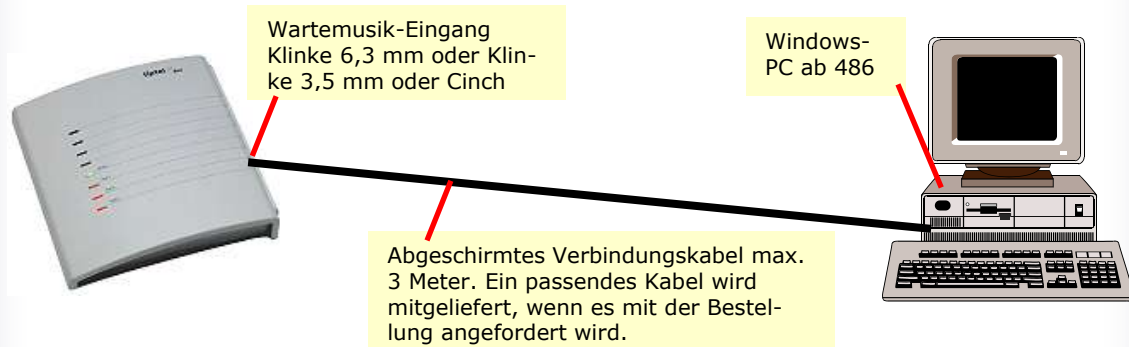 Wartemusik-Eingang
Klinke 6,3 mm oder Klin-
ke 3,5 mm oder Cinch
Windows-
PC ab 486
Abgeschirmtes Verbindungskabel max.
3 Meter. Ein passendes Kabel wird
mitgeliefert, wenn es mit der Bestel-
lung angefordert wird.